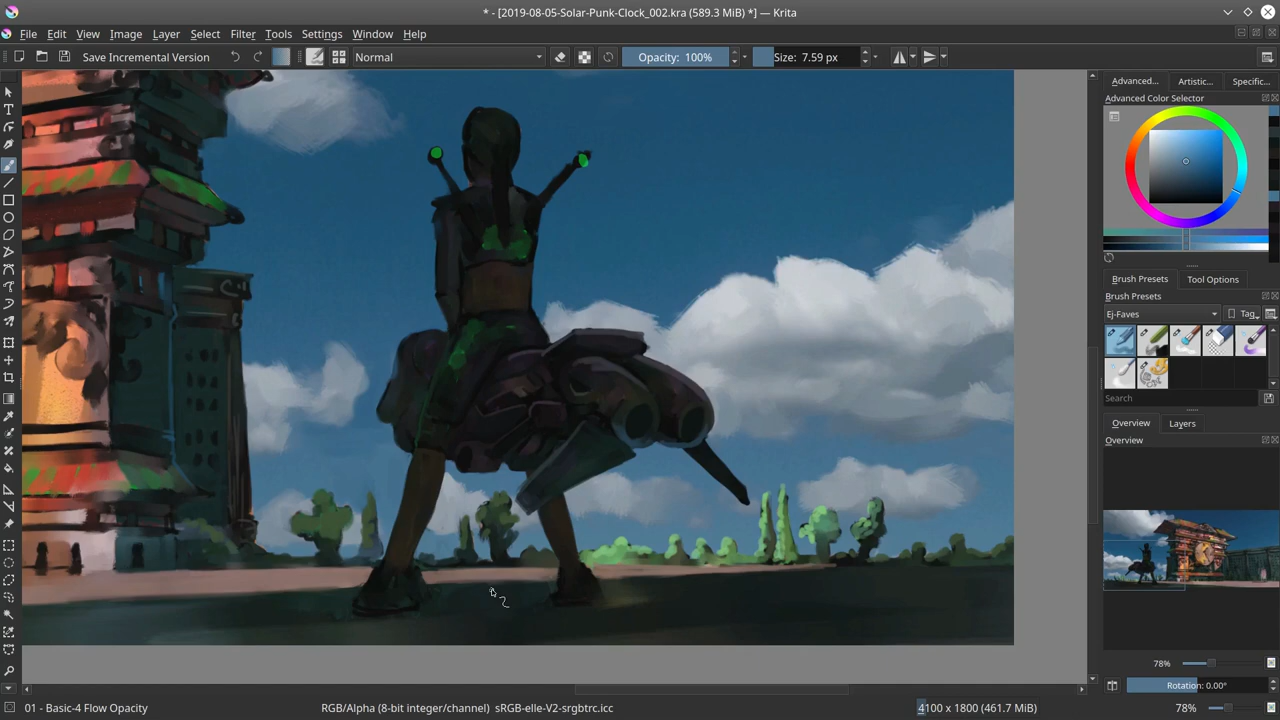 * - [2019-08-05-Solar-Punk-Clock_002.kra (589.3 MiB) *] — Krita
File Edit View Image Layer Select Filter Tools Settings Window Help
Save Incremental Version Normal Opacity: 100% Size: 7.59 px
Advanced... Artistic... Specific...
Advanced Color Selector
Brush Presets Tool Options
Brush Presets
Ej-Faves Tag
Search
Overview Layers
Overview
78%
Rotation: 0.00°
01 - Basic-4 Flow Opacity RGB/Alpha (8-bit integer/channel) sRGB-elle-V2-srgbtrc.icc 4100 x 1800 (461.7 MiB) 78%